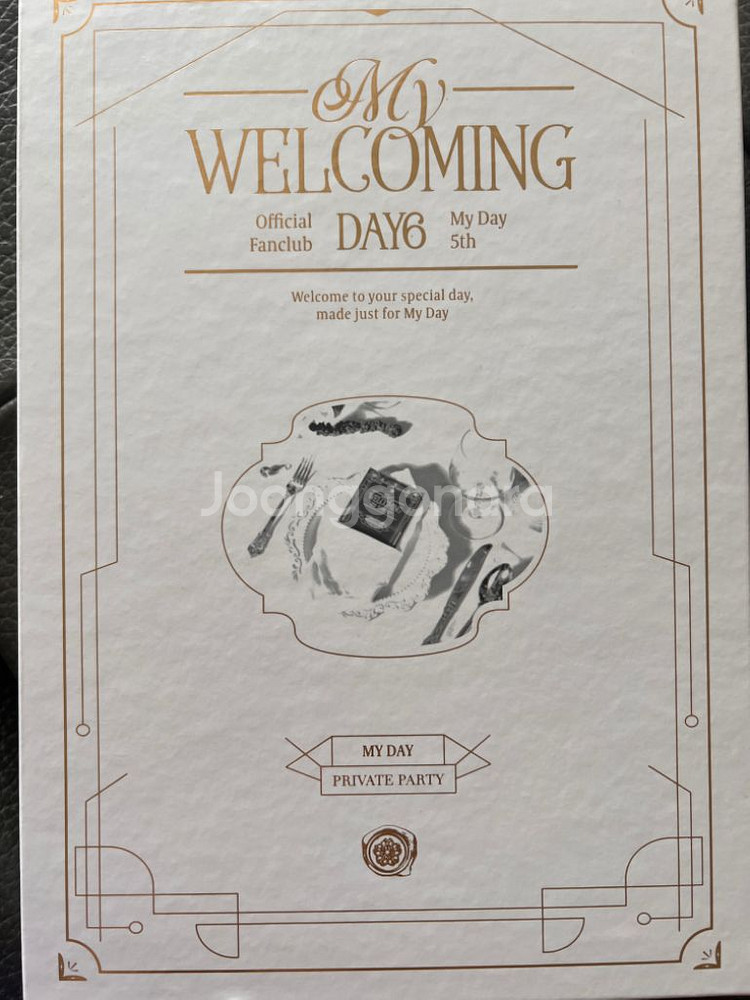 My
WELCOMING
Official
Fanclub
DAY6
My Day
5th
Welcome to your special day,
made just for My Day
Joonggonara
MY DAY
PRIVATE PARTY